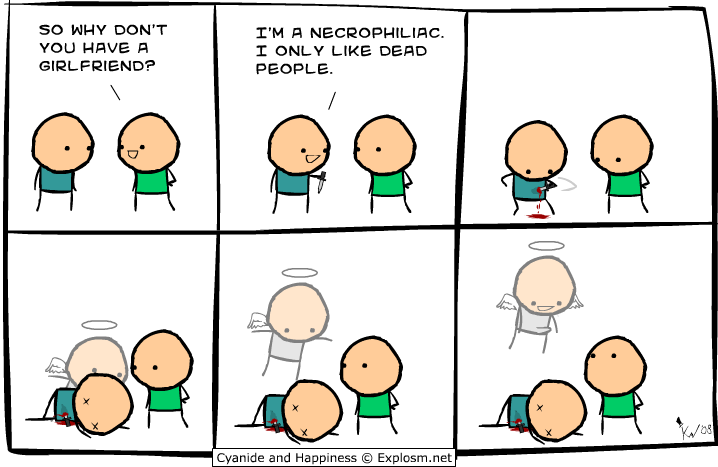 SO WHY DON'T
YOU HAVE A
GIRLFRIEND?
I'M A NECROPHILIAC.
I ONLY LIKE DEAD
PEOPLE.
Cyanide and Happiness © Explosm.net